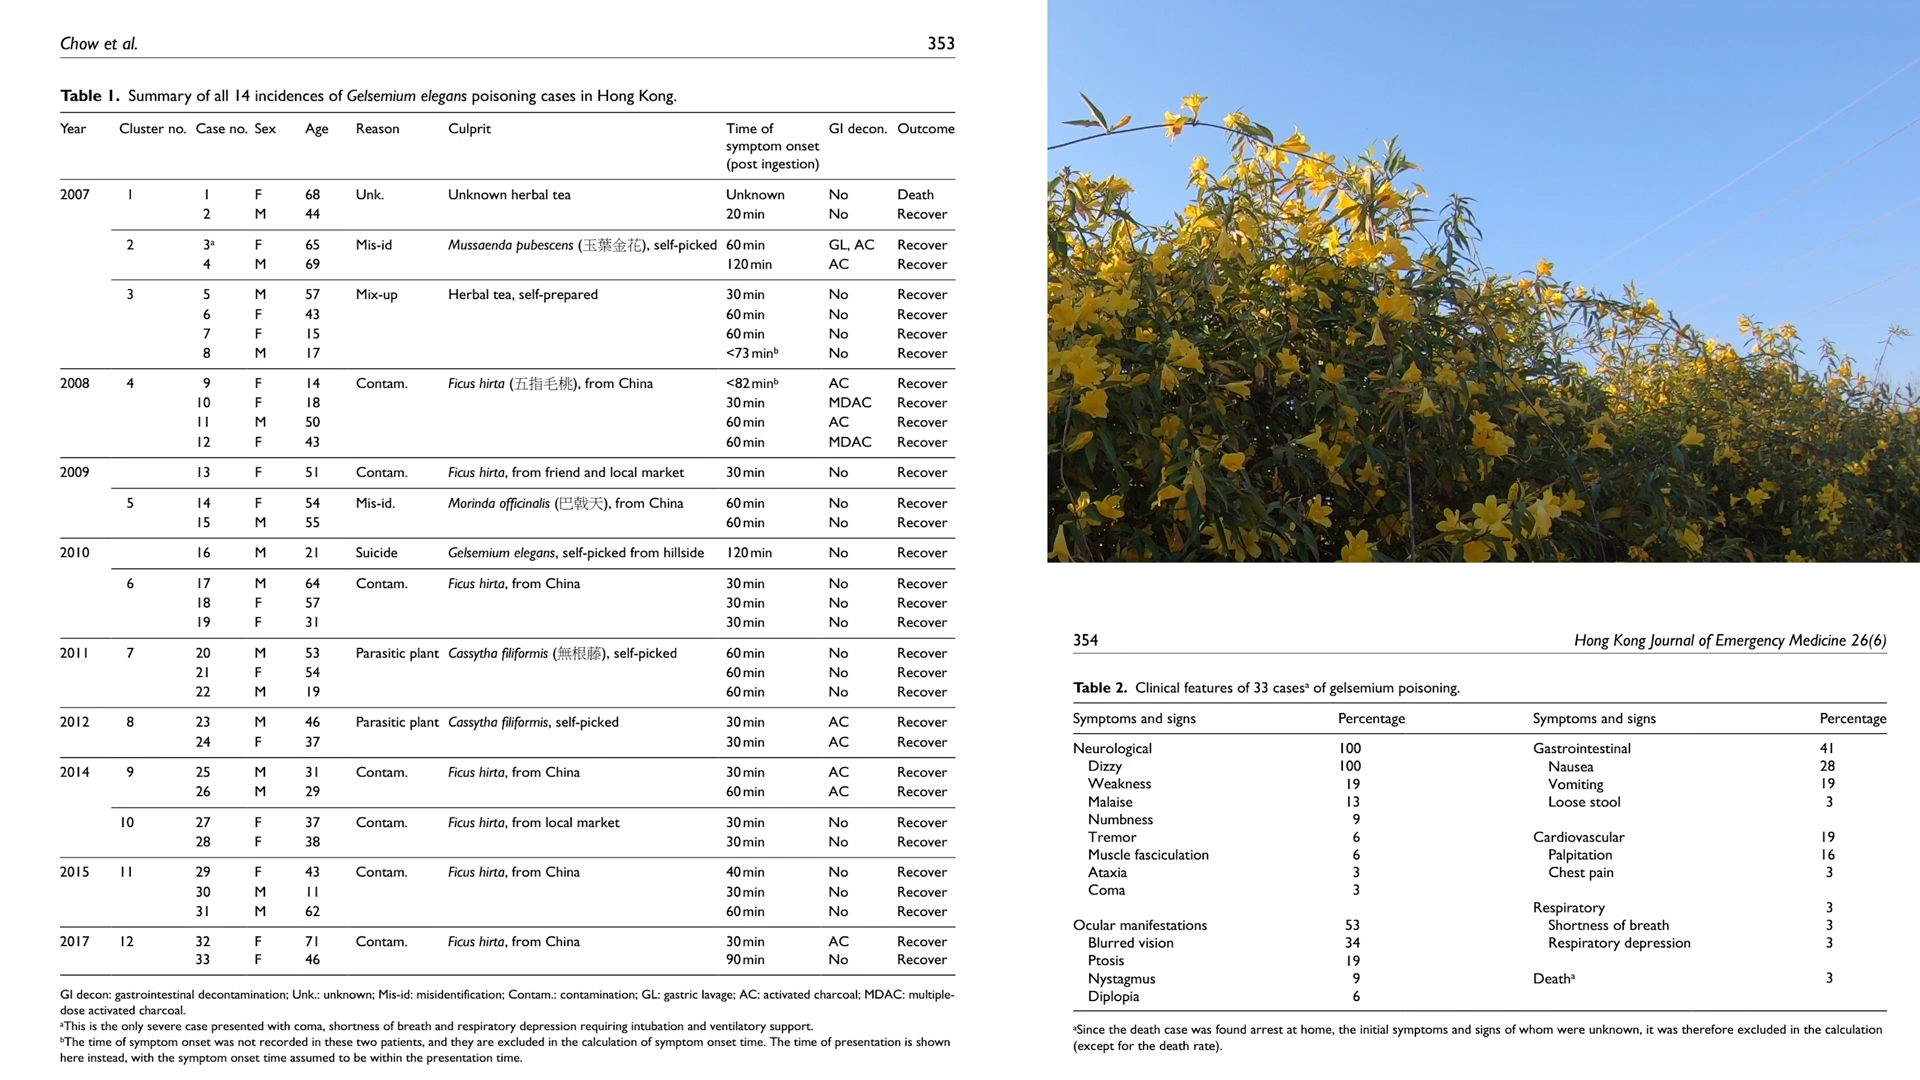 Chow et al. 353
Table 1. Summary of all 14 incidences of Gelsemium elegans poisoning cases in Hong Kong.
Year Cluster no. Case no. Sex Age Reason Culprit Time of symptom onset (post ingestion) GI decon. Outcome
2007 1 1 F 68 Unk. Unknown herbal tea Unknown No Death
2 M 44 20 min No Recover
2 3ᵃ F 65 Mis-id Mussaenda pubescens (玉葉金花), self-picked 60 min GL, AC Recover
4 M 69 120 min AC Recover
3 5 M 57 Mix-up Herbal tea, self-prepared 30 min No Recover
6 F 43 60 min No Recover
7 F 15 60 min No Recover
8 M 17 <73 minᵇ No Recover
2008 4 9 F 14 Contam. Ficus hirta (五指毛桃), from China <82 minᵇ AC Recover
10 F 18 30 min MDAC Recover
11 M 50 60 min AC Recover
12 F 43 60 min MDAC Recover
2009 13 F 51 Contam. Ficus hirta, from friend and local market 30 min No Recover
5 14 F 54 Mis-id. Morinda officinalis (巴戟天), from China 60 min No Recover
15 M 55 60 min No Recover
2010 16 M 21 Suicide Gelsemium elegans, self-picked from hillside 120 min No Recover
6 17 M 64 Contam. Ficus hirta, from China 30 min No Recover
18 F 57 30 min No Recover
19 F 31 30 min No Recover
2011 7 20 M 53 Parasitic plant Cassytha filiformis (無根藤), self-picked 60 min No Recover
21 F 54 60 min No Recover
22 M 19 60 min No Recover
2012 8 23 M 46 Parasitic plant Cassytha filiformis, self-picked 30 min AC Recover
24 F 37 30 min AC Recover
2014 9 25 M 31 Contam. Ficus hirta, from China 30 min AC Recover
26 M 29 60 min AC Recover
10 27 F 37 Contam. Ficus hirta, from local market 30 min No Recover
28 F 38 30 min No Recover
2015 11 29 F 43 Contam. Ficus hirta, from China 40 min No Recover
30 M 11 30 min No Recover
31 M 62 60 min No Recover
2017 12 32 F 71 Contam. Ficus hirta, from China 30 min AC Recover
33 F 46 90 min No Recover
GI decon: gastrointestinal decontamination; Unk.: unknown; Mis-id: misidentification; Contam.: contamination; GL: gastric lavage; AC: activated charcoal; MDAC: multiple-
dose activated charcoal.
ᵃThis is the only severe case presented with coma, shortness of breath and respiratory depression requiring intubation and ventilatory support.
ᵇThe time of symptom onset was not recorded in these two patients, and they are excluded in the calculation of symptom onset time. The time of presentation is shown
here instead, with the symptom onset time assumed to be within the presentation time.
354 Hong Kong Journal of Emergency Medicine 26(6)
Table 2. Clinical features of 33 casesᵃ of gelsemium poisoning.
Symptoms and signs Percentage Symptoms and signs Percentage
Neurological 100 Gastrointestinal 41
Dizzy 100 Nausea 28
Weakness 19 Vomiting 19
Malaise 13 Loose stool 3
Numbness 9
Tremor 6 Cardiovascular 19
Muscle fasciculation 6 Palpitation 16
Ataxia 3 Chest pain 3
Coma 3
Respiratory 3
Ocular manifestations 53 Shortness of breath 3
Blurred vision 34 Respiratory depression 3
Ptosis 19
Nystagmus 9 Deathᵃ 3
Diplopia 6
ᵃSince the death case was found arrest at home, the initial symptoms and signs of whom were unknown, it was therefore excluded in the calculation
(except for the death rate).